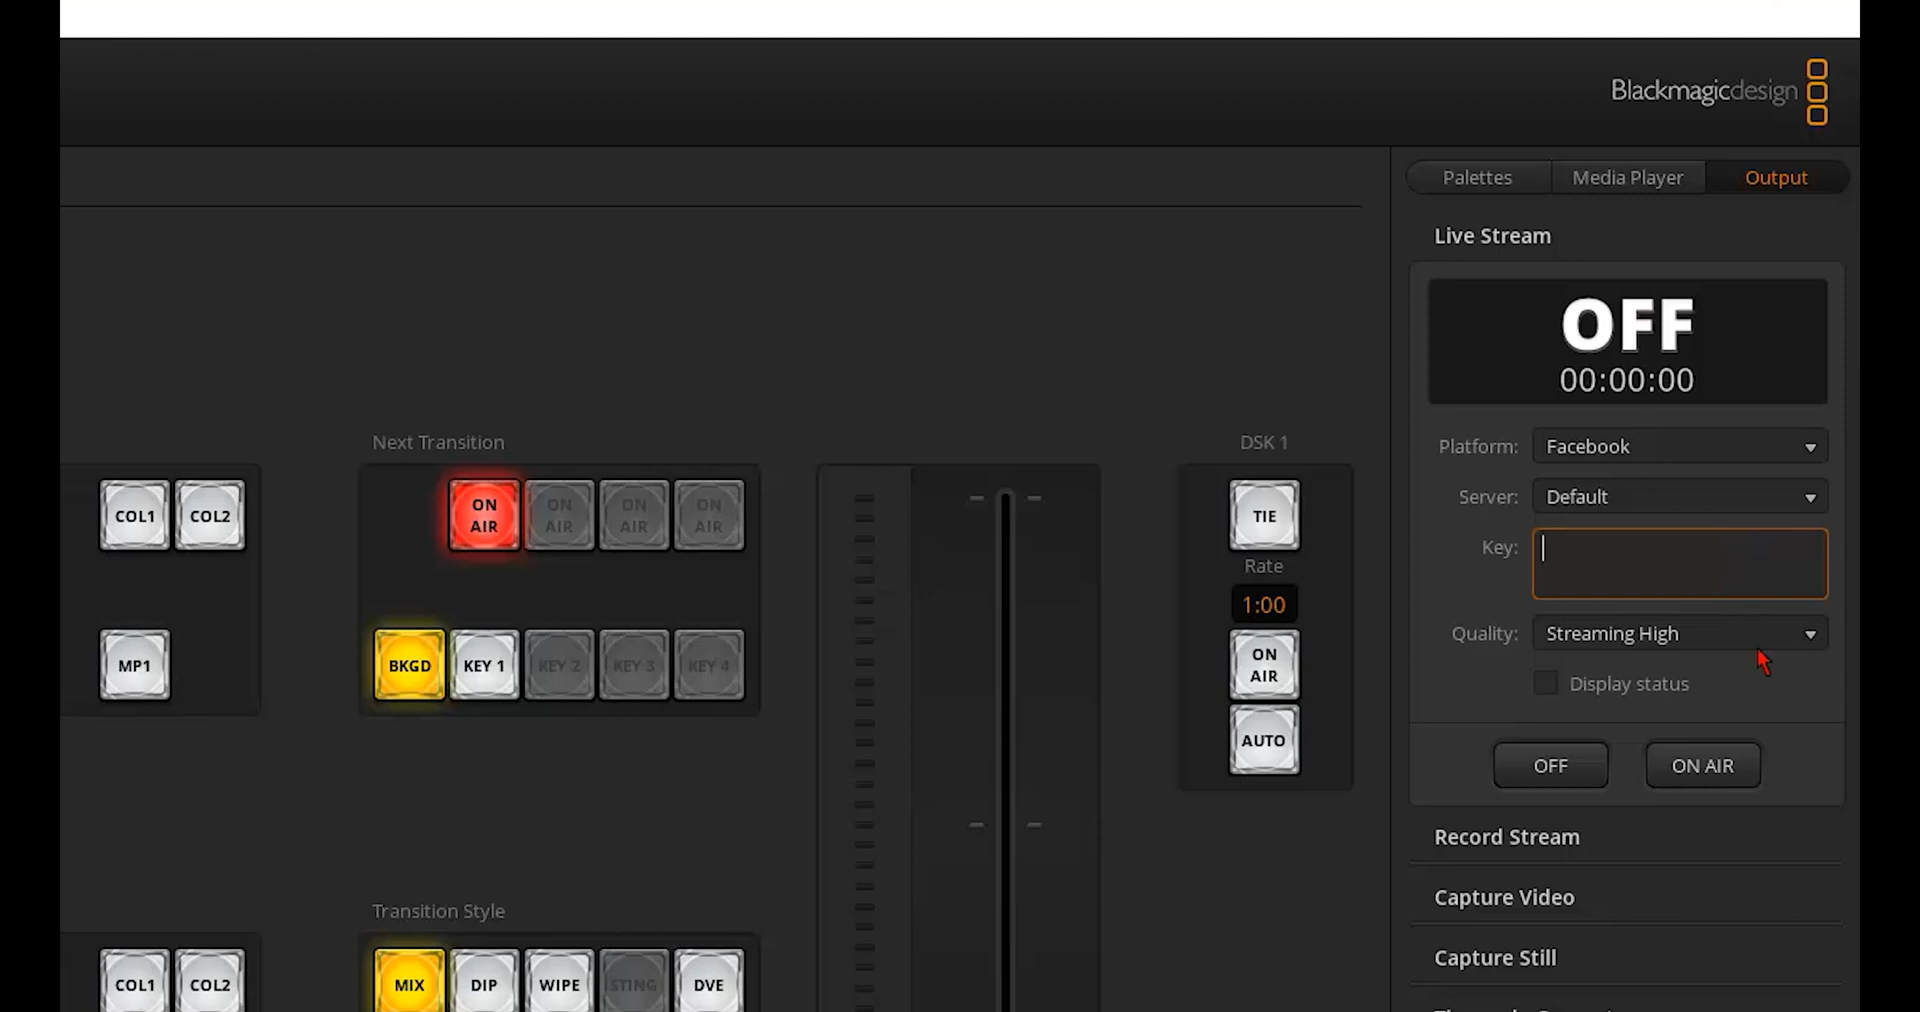 Blackmagicdesign
Palettes
Media Player
Output
Live Stream
OFF
00:00:00
Platform: Facebook
Server: Default
Key:
Quality: Streaming High
Display status
OFF
ON AIR
Record Stream
Capture Video
Capture Still
Next Transition
COL1
COL2
ON AIR
ON AIR
ON AIR
ON AIR
MP1
BKGD
KEY 1
KEY 2
KEY 3
KEY 4
DSK 1
TIE
Rate
1:00
ON AIR
AUTO
Transition Style
COL1
COL2
MIX
DIP
WIPE
STING
DVE